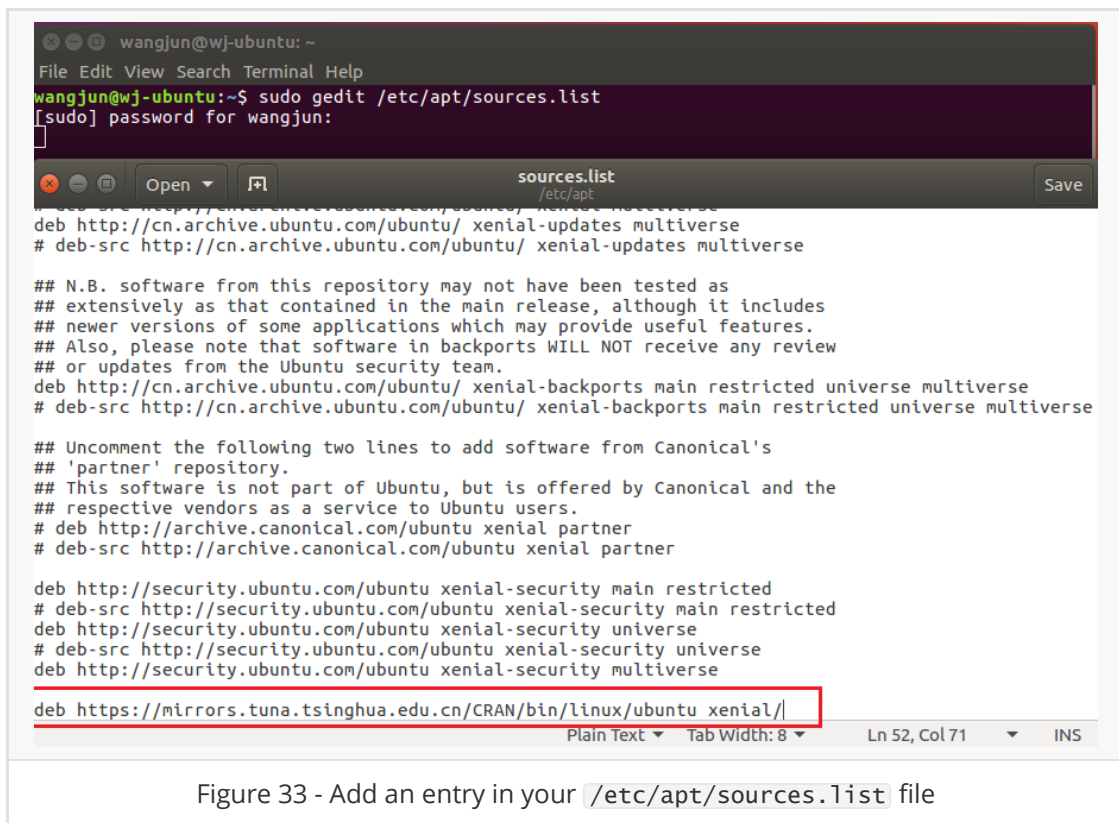 wangjun@wj-ubuntu: ~
File Edit View Search Terminal Help
wangjun@wj-ubuntu:~$ sudo gedit /etc/apt/sources.list
[sudo] password for wangjun:
Open
sources.list
/etc/apt
Save
# deb-src http://cn.archive.ubuntu.com/ubuntu/ xenial multiverse
deb http://cn.archive.ubuntu.com/ubuntu/ xenial-updates multiverse
# deb-src http://cn.archive.ubuntu.com/ubuntu/ xenial-updates multiverse
## N.B. software from this repository may not have been tested as
## extensively as that contained in the main release, although it includes
## newer versions of some applications which may provide useful features.
## Also, please note that software in backports WILL NOT receive any review
## or updates from the Ubuntu security team.
deb http://cn.archive.ubuntu.com/ubuntu/ xenial-backports main restricted universe multiverse
# deb-src http://cn.archive.ubuntu.com/ubuntu/ xenial-backports main restricted universe multiverse
## Uncomment the following two lines to add software from Canonical's
## 'partner' repository.
## This software is not part of Ubuntu, but is offered by Canonical and the
## respective vendors as a service to Ubuntu users.
# deb http://archive.canonical.com/ubuntu xenial partner
# deb-src http://archive.canonical.com/ubuntu xenial partner
deb http://security.ubuntu.com/ubuntu xenial-security main restricted
# deb-src http://security.ubuntu.com/ubuntu xenial-security main restricted
deb http://security.ubuntu.com/ubuntu xenial-security universe
# deb-src http://security.ubuntu.com/ubuntu xenial-security universe
deb http://security.ubuntu.com/ubuntu xenial-security multiverse
deb https://mirrors.tuna.tsinghua.edu.cn/CRAN/bin/linux/ubuntu xenial/
Plain Text Tab Width: 8 Ln 52, Col 71 INS
Figure 33 - Add an entry in your /etc/apt/sources.list file